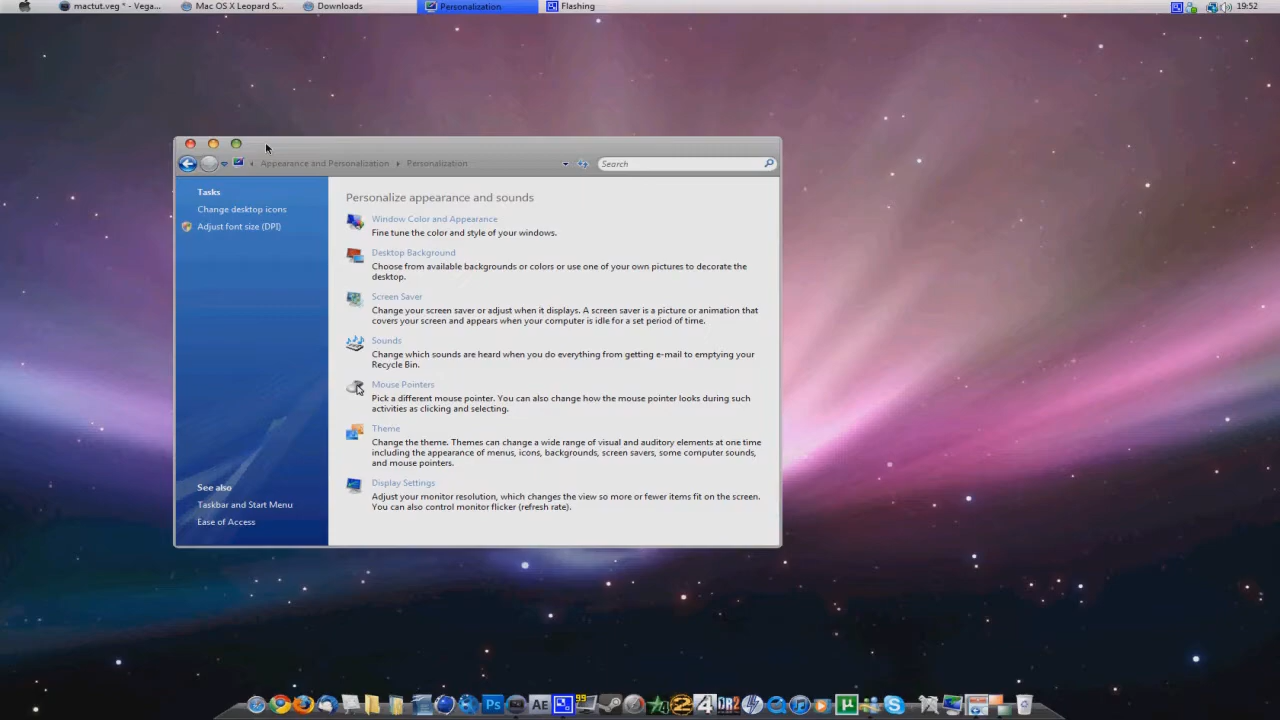 mactut.veg * - Vega...
Mac OS X Leopard S...
Downloads
Personalization
Flashing
19:52
Appearence and Personalization
Personalization
Search
Tasks
Change desktop icons
Adjust font size (DPI)
See also
Taskbar and Start Menu
Ease of Access
Personalize appearance and sounds
Window Color and Appearance
Fine tune the color and style of your windows.
Desktop Background
Choose from available backgrounds or colors or use one of your own pictures to decorate the
desktop.
Screen Saver
Change your screen saver or adjust when it displays. A screen saver is a picture or animation that
covers your screen and appears when your computer is idle for a set period of time.
Sounds
Change which sounds are heard when you do everything from getting e-mail to emptying your
Recycle Bin.
Mouse Pointers
Pick a different mouse pointer. You can also change how the mouse pointer looks during such
activities as clicking and selecting.
Theme
Change the theme. Themes can change a wide range of visual and auditory elements at one time
including the appearance of menus, icons, backgrounds, screen savers, some computer sounds,
and mouse pointers.
Display Settings
Adjust your monitor resolution, which changes the view so more or fewer items fit on the screen.
You can also control monitor flicker (refresh rate).
Ps
AE
99
2
4
DR2
µ
S